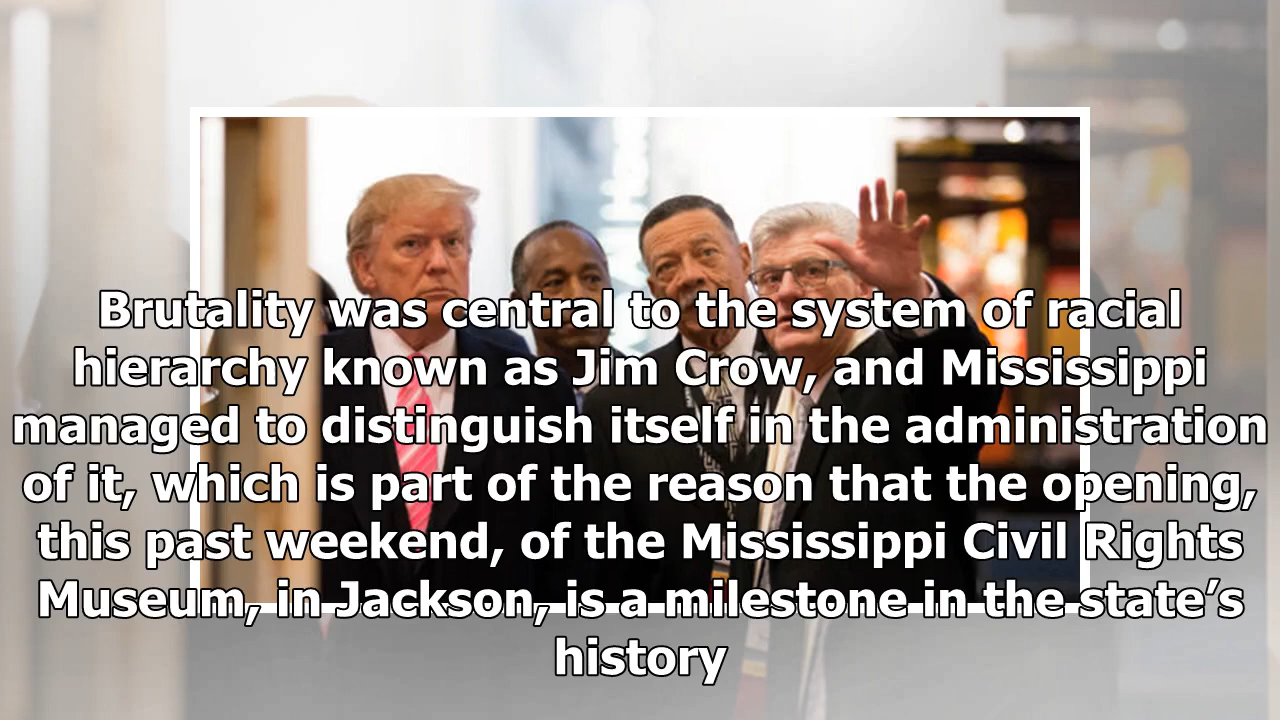 Brutality was central to the system of racial
hierarchy known as Jim Crow, and Mississippi
managed to distinguish itself in the administration
of it, which is part of the reason that the opening,
this past weekend, of the Mississippi Civil Rights
Museum, in Jackson, is a milestone in the state’s
history